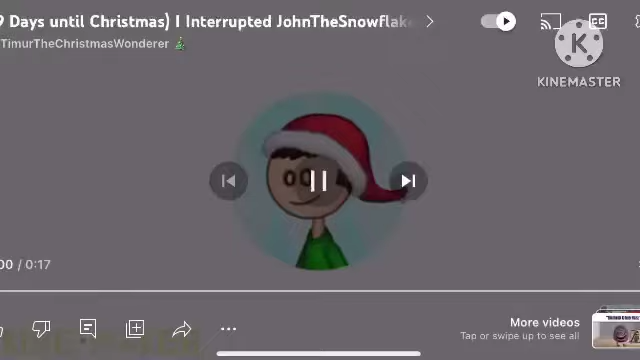 9 Days until Christmas) I Interrupted JohnTheSnowflake
TimurTheChristmasWonderer
CC
K
KINEMASTER
00 / 0:17
More videos
Tap or swipe up to see all